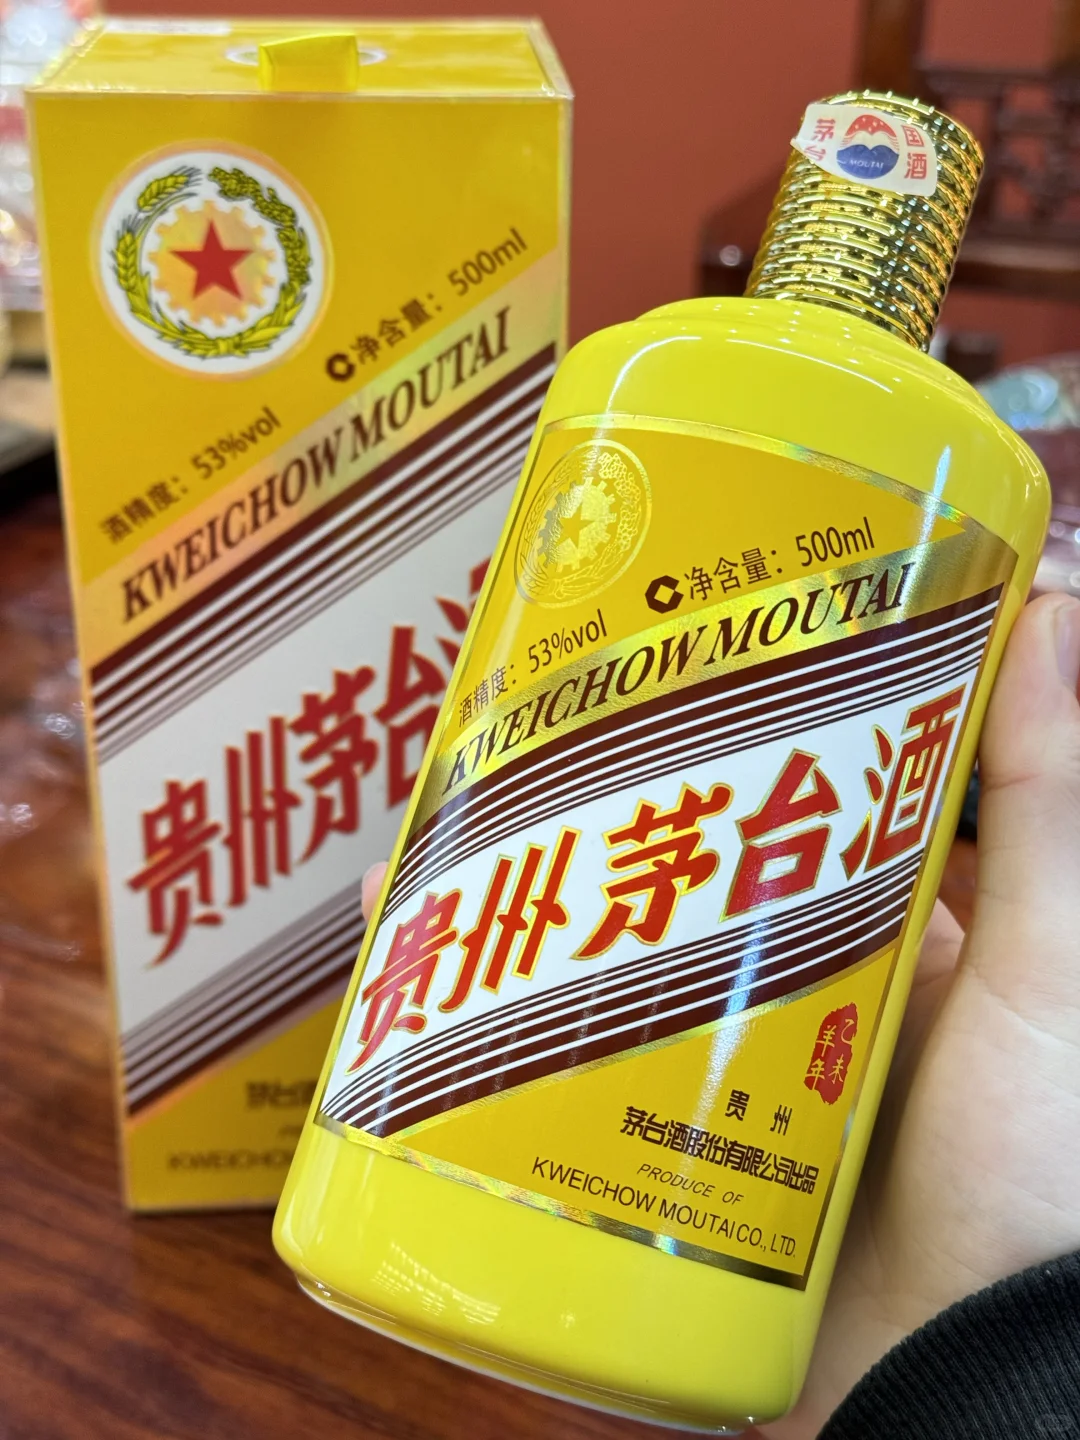 净含量：500ml
酒精度：53%vol
KWEICHOW MOUTAI
贵州茅台
KWEICHO
茅台
国酒
MOUTAI
净含量：500ml
酒精度：53%vol
KWEICHOW MOUTAI
贵州茅台酒
乙未
羊年
贵州
茅台酒股份有限公司出品
PRODUCE OF
KWEICHOW MOUTAI CO., LTD.